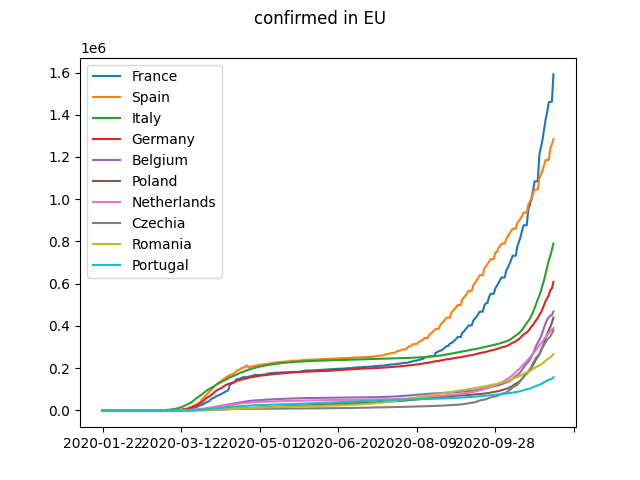 confirmed in EU
1e6
1.6
1.4
1.2
1.0
0.8
0.6
0.4
0.2
0.0
France
Spain
Italy
Germany
Belgium
Poland
Netherlands
Czechia
Romania
Portugal
2020-01-22 2020-03-12 2020-05-01 2020-06-20 2020-08-09 2020-09-28